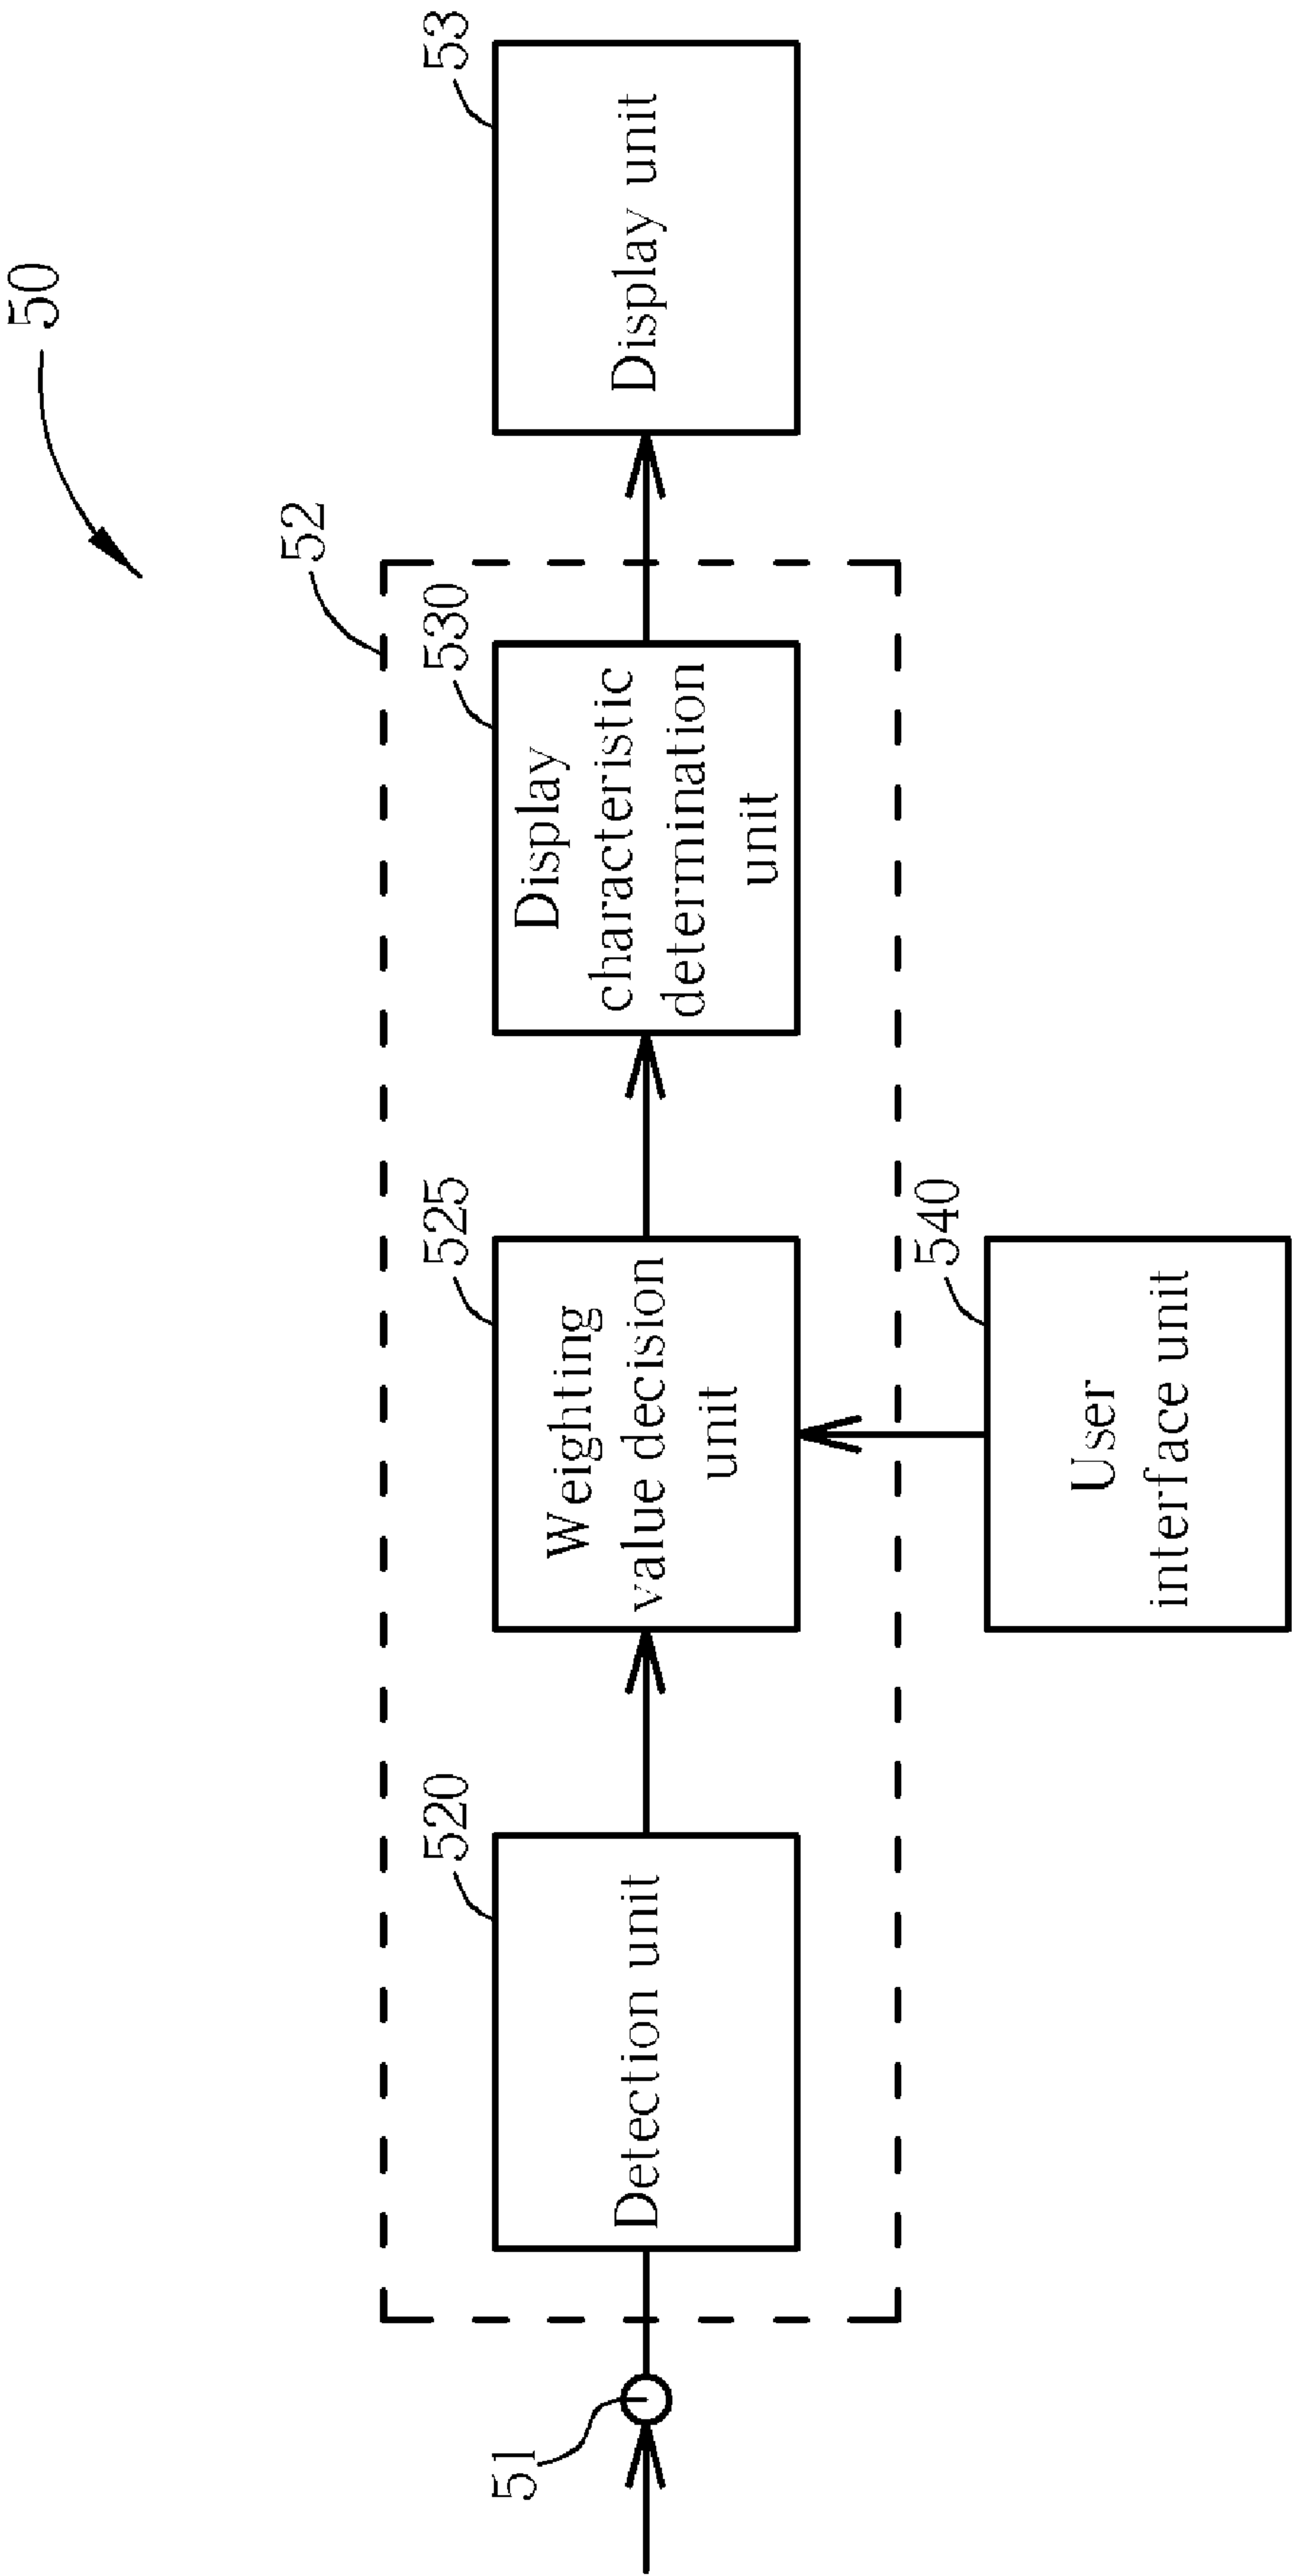 50
52
51
520
Detection unit
525
Weighting
value decision
unit
530
Display
characteristic
determination
unit
53
Display unit
540
User
interface unit